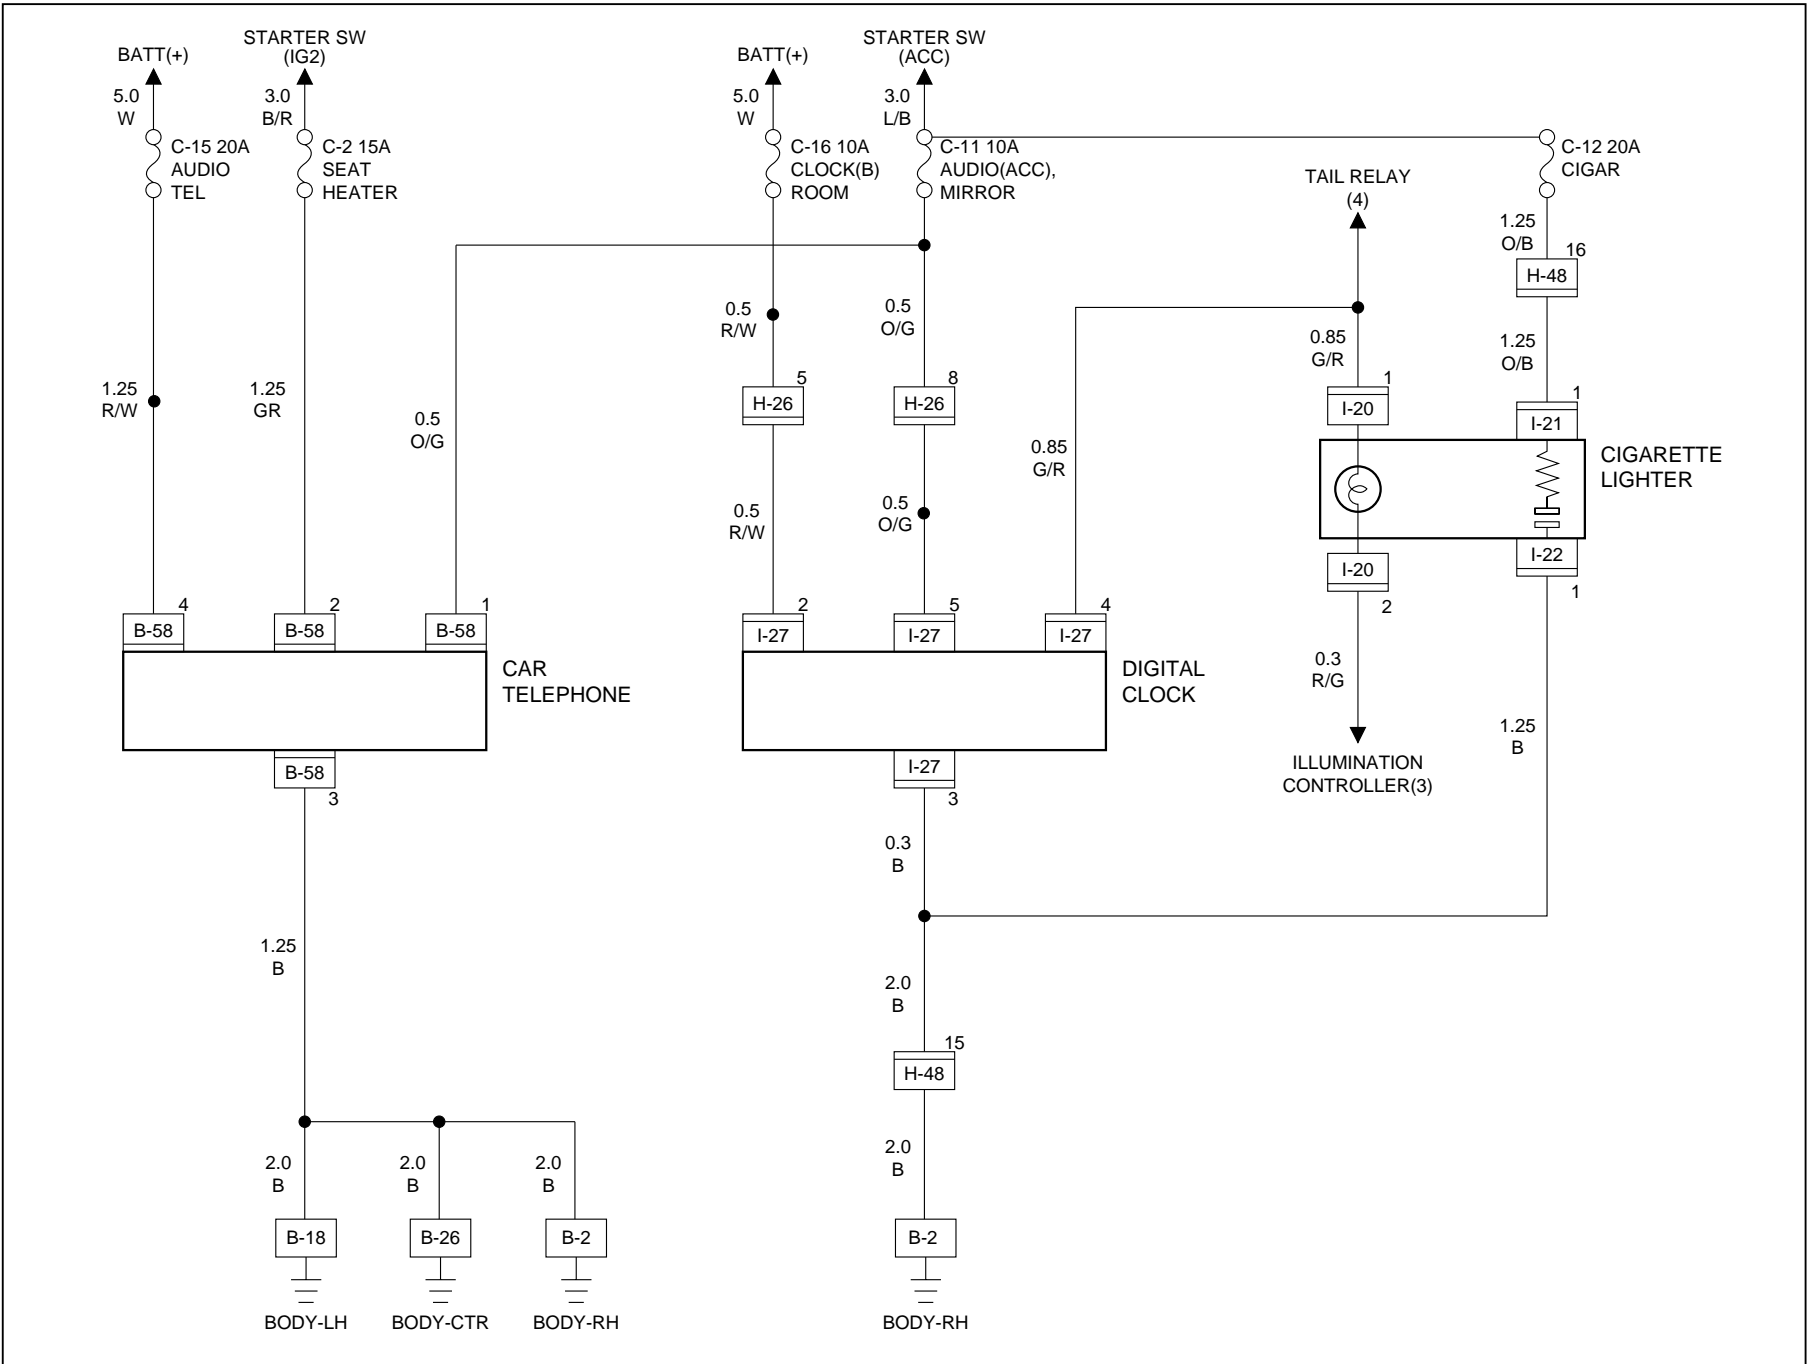 BATT(+)
STARTER SW
(IG2)
BATT(+)
STARTER SW
(ACC)
5.0
W
3.0
B/R
5.0
W
3.0
L/B
C-15 20A
AUDIO
TEL
C-2 15A
SEAT
HEATER
C-16 10A
CLOCK(B)
ROOM
C-11 10A
AUDIO(ACC),
MIRROR
C-12 20A
CIGAR
TAIL RELAY
(4)
1.25
O/B
16
H-48
0.5
R/W
0.5
O/G
0.85
G/R
1.25
O/B
1.25
R/W
1.25
GR
0.5
O/G
5
H-26
8
H-26
1
I-20
1
I-21
0.85
G/R
CIGARETTE
LIGHTER
0.5
R/W
0.5
O/G
I-20
2
I-22
1
4
B-58
2
B-58
1
B-58
2
I-27
5
I-27
4
I-27
CAR
TELEPHONE
DIGITAL
CLOCK
0.3
R/G
1.25
B
B-58
3
I-27
3
ILLUMINATION
CONTROLLER(3)
0.3
B
1.25
B
2.0
B
15
H-48
2.0
B
2.0
B
2.0
B
2.0
B
B-18
B-26
B-2
B-2
BODY-LH
BODY-CTR
BODY-RH
BODY-RH